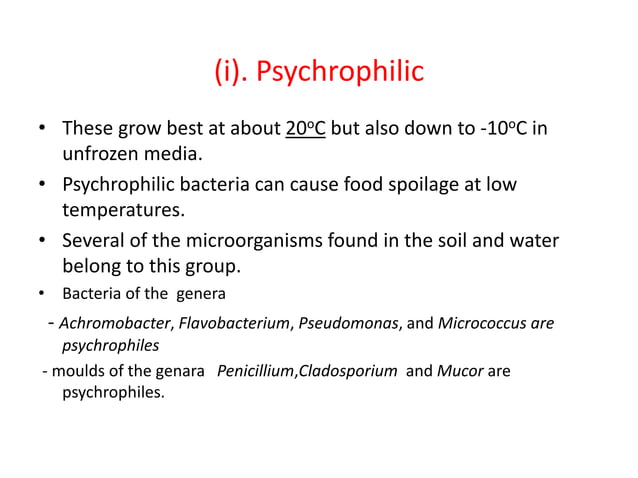 (i). Psychrophilic
• These grow best at about 20oC but also down to -10oC in
unfrozen media.
• Psychrophilic bacteria can cause food spoilage at low
temperatures.
• Several of the microorganisms found in the soil and water
belong to this group.
• Bacteria of the  genera
- Achromobacter, Flavobacterium, Pseudomonas, and Micrococcus are
psychrophiles
- moulds of the genara   Penicillium,Cladosporium  and Mucor are
psychrophiles.